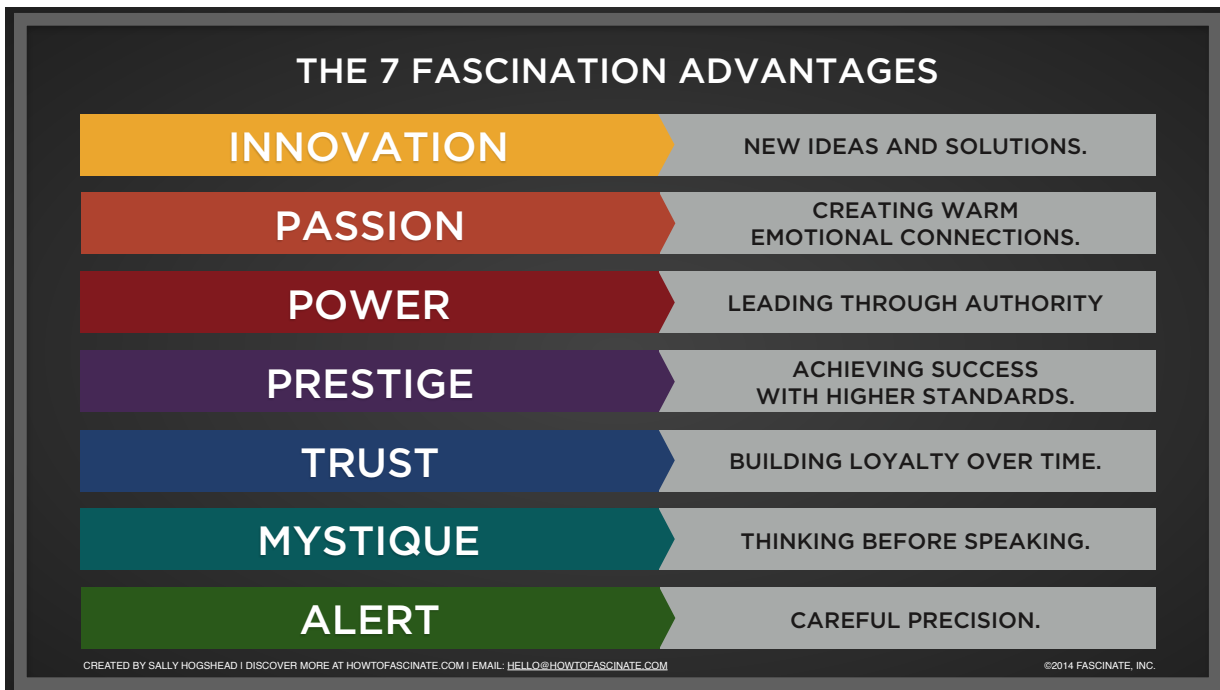 THE 7 FASCINATION ADVANTAGES
INNOVATION
NEW IDEAS AND SOLUTIONS.
PASSION
CREATING WARM
EMOTIONAL CONNECTIONS.
POWER
LEADING THROUGH AUTHORITY
PRESTIGE
ACHIEVING SUCCESS
WITH HIGHER STANDARDS.
TRUST
BUILDING LOYALTY OVER TIME.
MYSTIQUE
THINKING BEFORE SPEAKING.
ALERT
CAREFUL PRECISION.
CREATED BY SALLY HOGSHEAD I DISCOVER MORE AT HOWTOFASCINATE.COM I EMAIL: HELLO@HOWTOFASCINATE.COM
©2014 FASCINATE, INC.